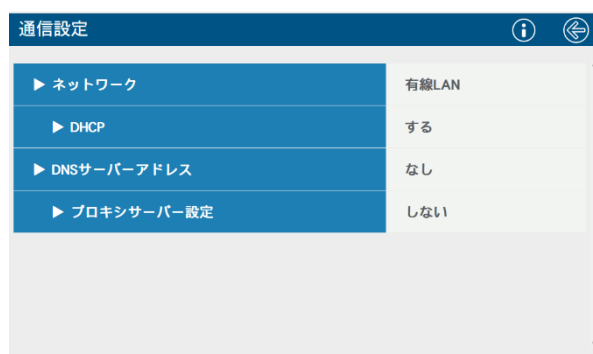 通信設定
▶ ネットワーク 有線LAN
▶ DHCP する
▶ DNSサーバーアドレス なし
▶ プロキシサーバー設定 しない